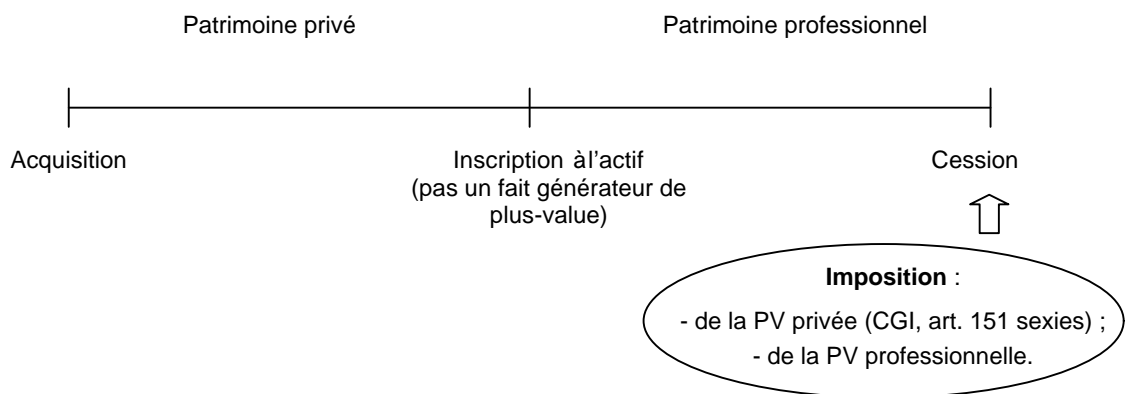 Patrimoine privé
Patrimoine professionnel
Acquisition
Inscription àl'actif
(pas un fait générateur de
plus-value)
Cession
Imposition :
- de la PV privée (CGI, art. 151 sexies) ;
- de la PV professionnelle.